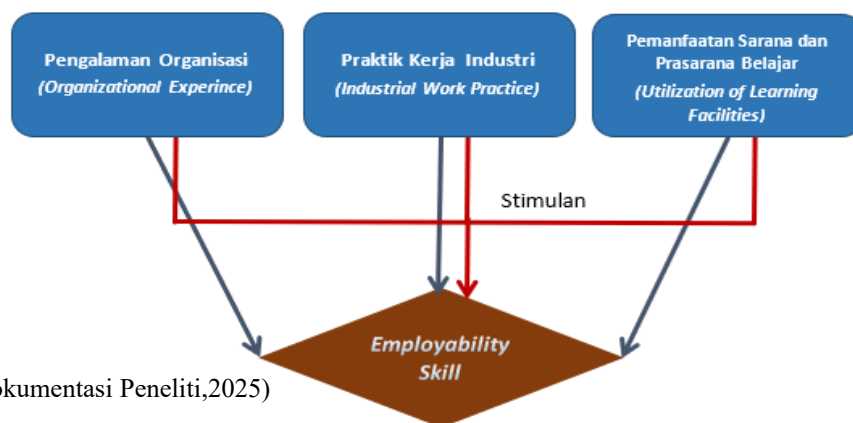 Pengalaman Organisasi
(Organizational Experince)
Praktik Kerja Industri
(Industrial Work Practice)
Pemanfaatan Sarana dan
Prasarana Belajar
(Utilization of Learning
Facilities)
Stimulan
Employability
Skill
okumentasi Peneliti,2025)